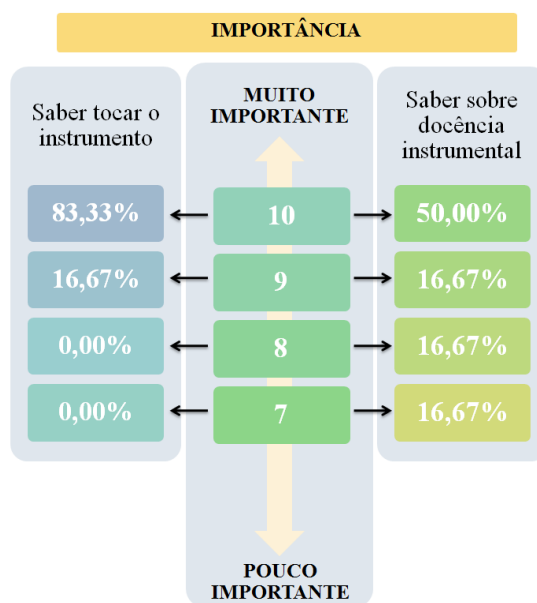 IMPORTÂNCIA
Saber tocar o
instrumento
MUITO
IMPORTANTE
Saber sobre
docência
instrumental
83,33% 10 50,00%
16,67% 9 16,67%
0,00% 8 16,67%
0,00% 7 16,67%
POUCO
IMPORTANTE